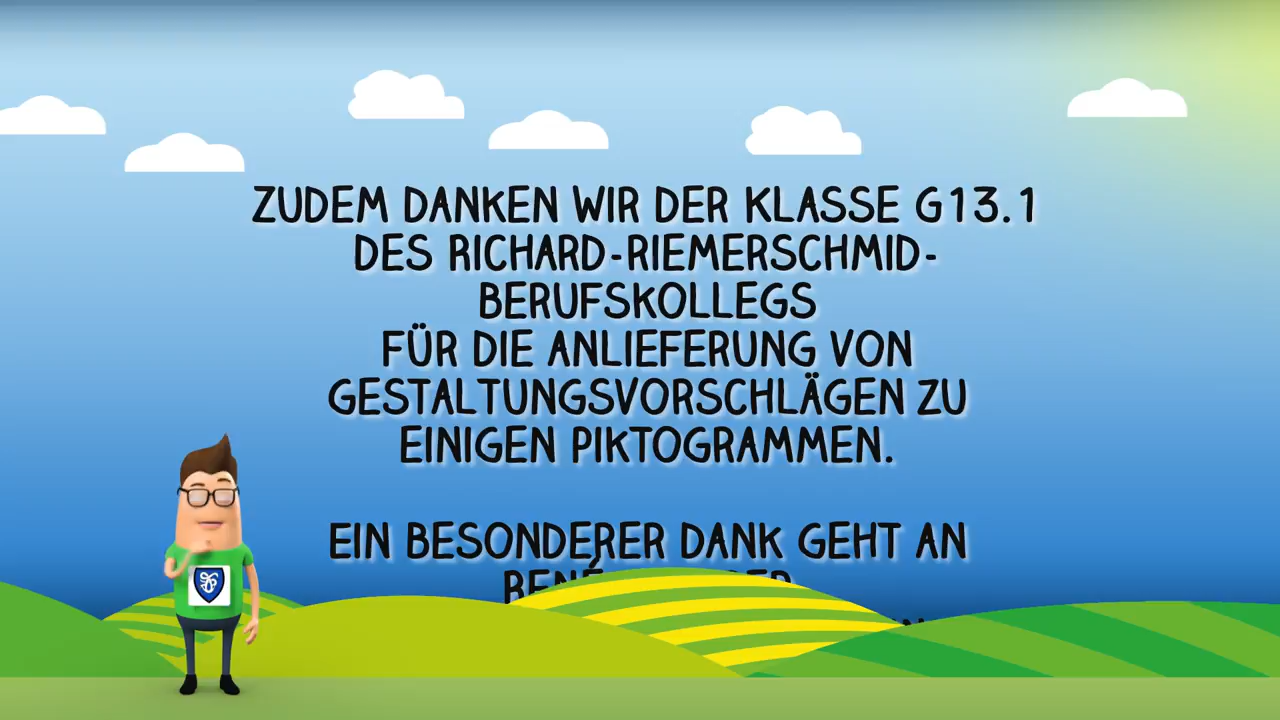 ZUDEM DANKEN WIR DER KLASSE G13.1
DES RICHARD-RIEMERSCHMID-
BERUFSKOLLEGS
FÜR DIE ANLIEFERUNG VON
GESTALTUNGSVORSCHLÄGEN ZU
EINIGEN PIKTOGRAMMEN.
EIN BESONDERER DANK GEHT AN
RENÉ